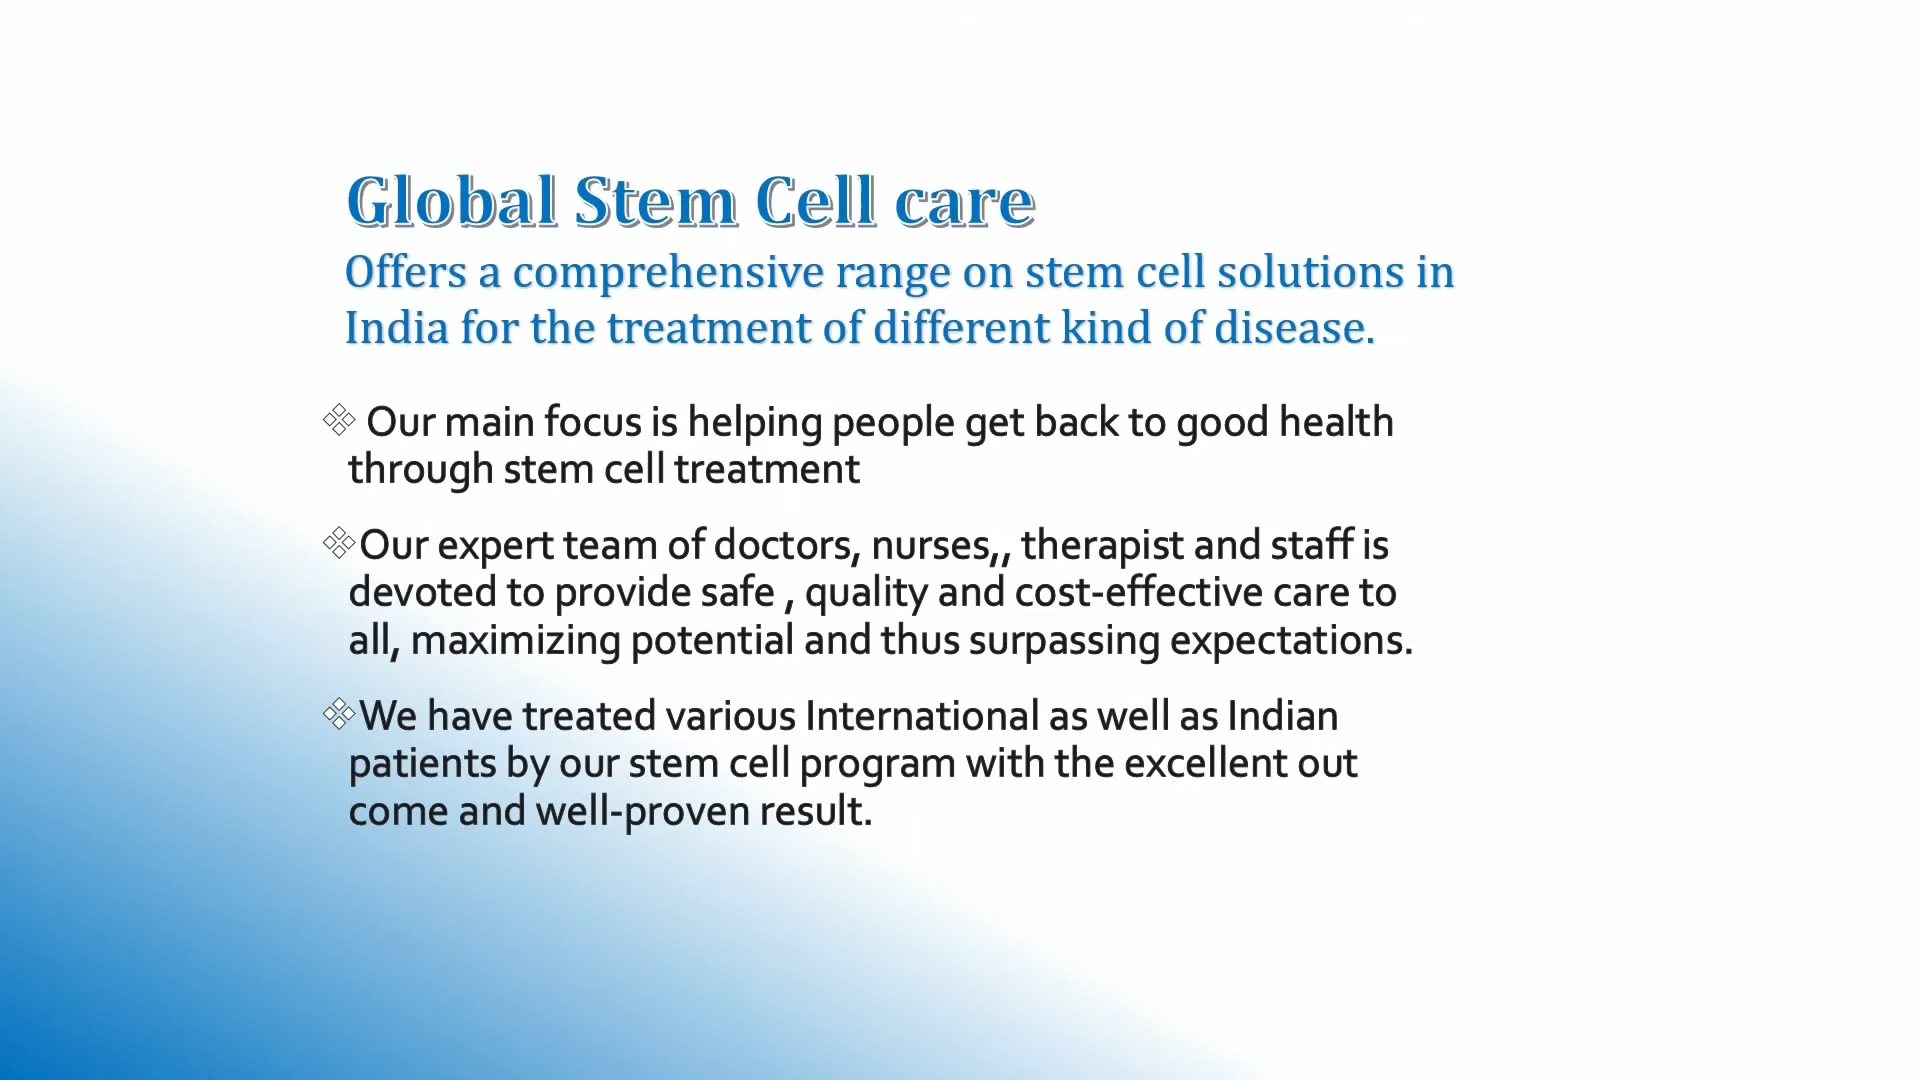 Global Stem Cell care
Offers a comprehensive range on stem cell solutions in
India for the treatment of different kind of disease.
❖ Our main focus is helping people get back to good health
through stem cell treatment
❖Our expert team of doctors, nurses,, therapist and staff is
devoted to provide safe , quality and cost-effective care to
all, maximizing potential and thus surpassing expectations.
❖We have treated various International as well as Indian
patients by our stem cell program with the excellent out
come and well-proven result.